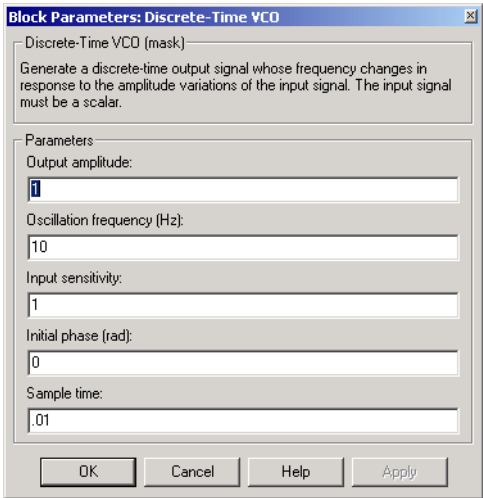 Block Parameters: Discrete-Time VCO
Discrete-Time VCO (mask)
Generate a discrete-time output signal whose frequency changes in
response to the amplitude variations of the input signal. The input signal
must be a scalar.
Parameters
Output amplitude:
1
Oscillation frequency (Hz):
10
Input sensitivity:
1
Initial phase (rad):
0
Sample time:
.01
OK
Cancel
Help
Apply